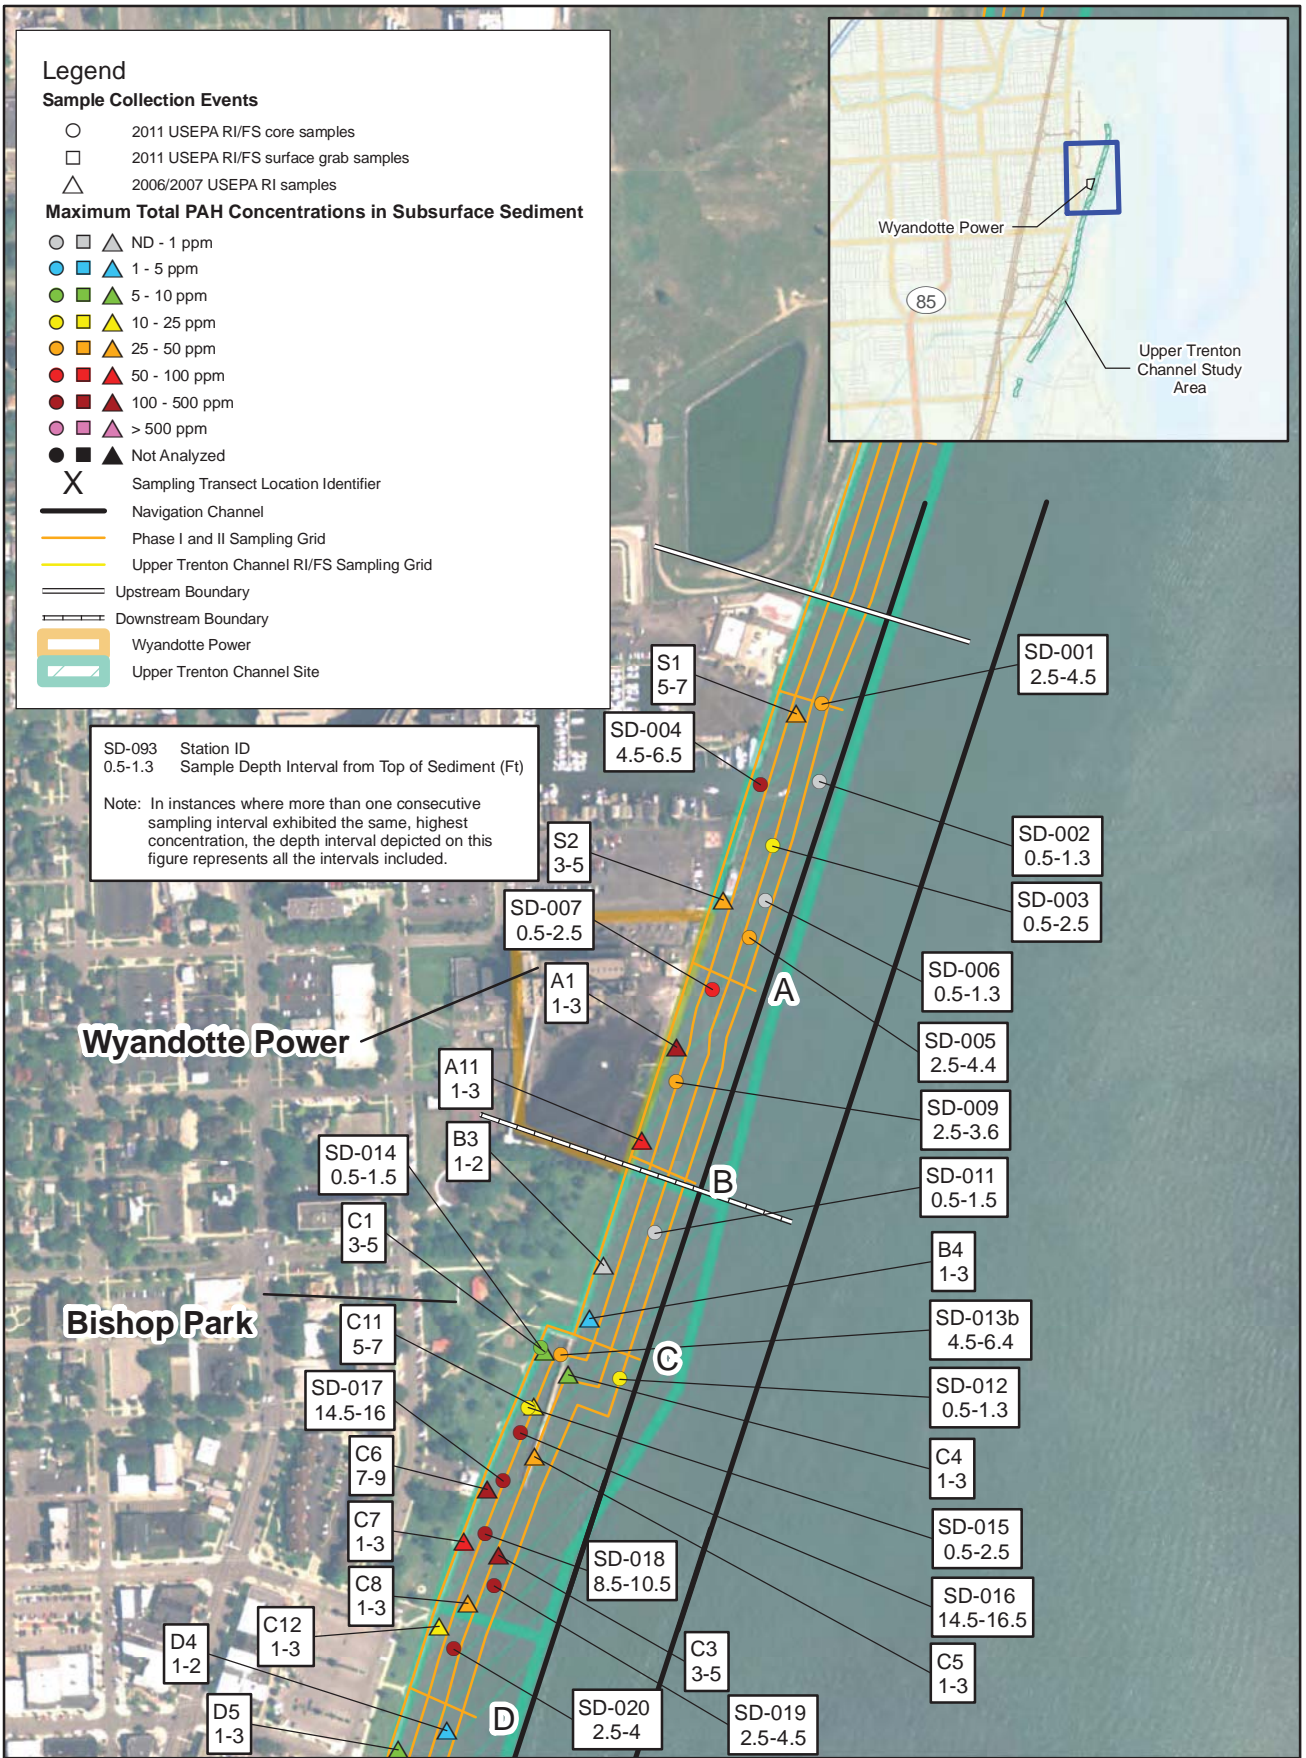 Legend
Sample Collection Events
2011 USEPA RI/FS core samples
2011 USEPA RI/FS surface grab samples
2006/2007 USEPA RI samples
Maximum Total PAH Concentrations in Subsurface Sediment
ND - 1 ppm
1 - 5 ppm
5 - 10 ppm
10 - 25 ppm
25 - 50 ppm
50 - 100 ppm
100 - 500 ppm
> 500 ppm
Not Analyzed
X Sampling Transect Location Identifier
Navigation Channel
Phase I and II Sampling Grid
Upper Trenton Channel RI/FS Sampling Grid
Upstream Boundary
Downstream Boundary
Wyandotte Power
Upper Trenton Channel Site
SD-093 Station ID
0.5-1.3 Sample Depth Interval from Top of Sediment (Ft)
Note: In instances where more than one consecutive
sampling interval exhibited the same, highest
concentration, the depth interval depicted on this
figure represents all the intervals included.
Wyandotte Power
85
Upper Trenton
Channel Study
Area
S1
5-7
SD-001
2.5-4.5
SD-004
4.5-6.5
SD-002
0.5-1.3
S2
3-5
SD-003
0.5-2.5
SD-007
0.5-2.5
SD-006
0.5-1.3
A
A1
1-3
SD-005
2.5-4.4
Wyandotte Power
A11
1-3
SD-009
2.5-3.6
B3
1-2
SD-014
0.5-1.5
B
SD-011
0.5-1.5
C1
3-5
B4
1-3
Bishop Park
C11
5-7
SD-013b
4.5-6.4
C
SD-017
14.5-16
SD-012
0.5-1.3
C6
7-9
C4
1-3
C7
1-3
SD-015
0.5-2.5
SD-018
8.5-10.5
C8
1-3
SD-016
14.5-16.5
C12
1-3
D4
1-2
C3
3-5
C5
1-3
D5
1-3
D
SD-020
2.5-4
SD-019
2.5-4.5